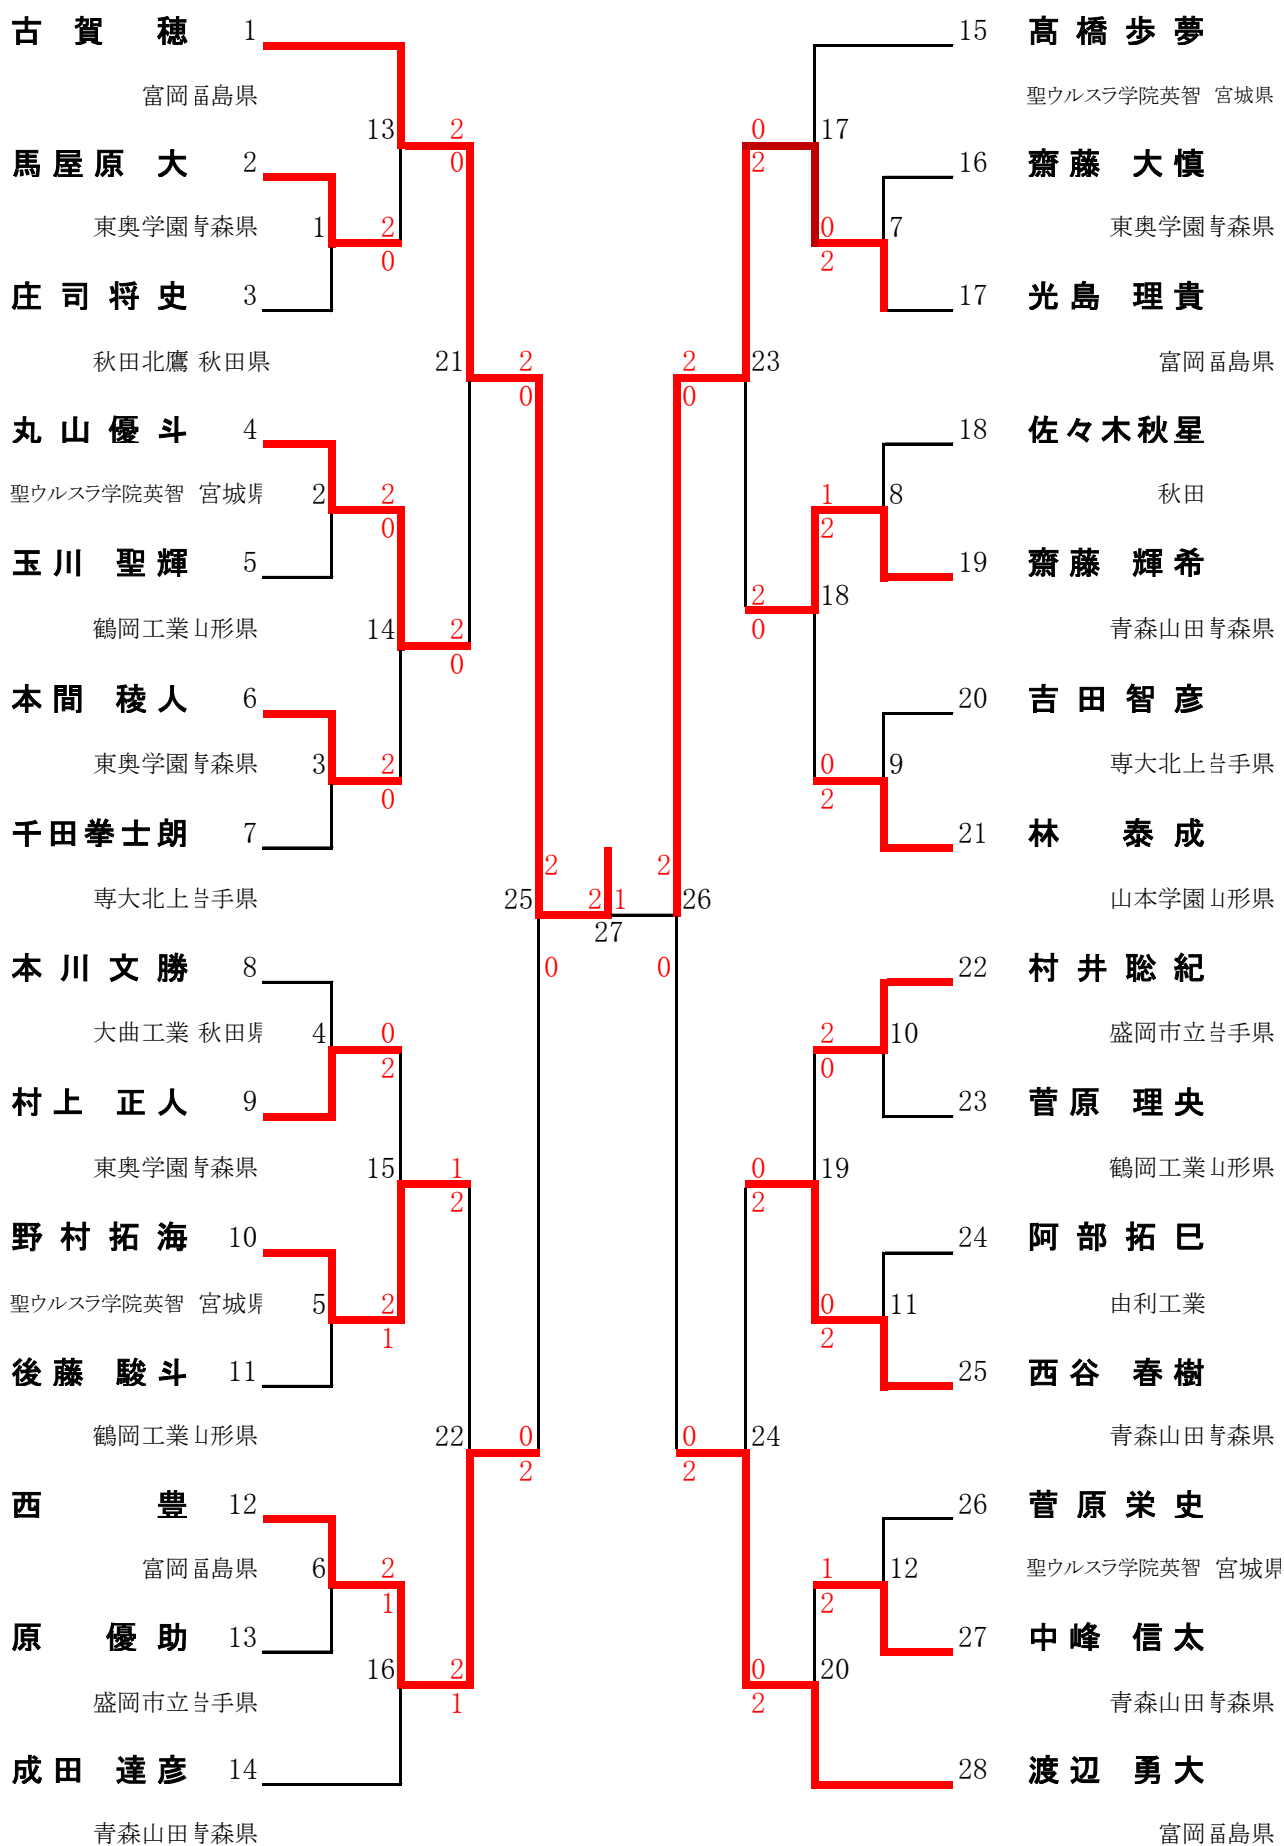 古賀 穂 1
富岡 福島県
13 2
0
馬屋原 大 2
東奥学園 青森県
1 2
0
庄司将史 3
秋田北鷹 秋田県
21 2
0
丸山優斗 4
聖ウルスラ学院英智 宮城県
2 2
0
玉川 聖輝 5
鶴岡工業 山形県
14 2
0
本間 稜人 6
東奥学園 青森県
3 2
0
千田拳士朗 7
専大北上 岩手県
25 2
0
本川文勝 8
大曲工業 秋田県
4 0
2
村上 正人 9
東奥学園 青森県
15 1
2
野村拓海 10
聖ウルスラ学院英智 宮城県
5 2
1
後藤 駿斗 11
鶴岡工業 山形県
22 0
2
西 豊 12
富岡 福島県
6 2
1
原 優助 13
盛岡市立 岩手県
16 2
1
成田 達彦 14
青森山田 青森県
2 1
27
15 髙橋歩夢
聖ウルスラ学院英智 宮城県
0 17
2
16 齋藤 大慎
東奥学園 青森県
0 7
2
17 光島 理貴
富岡 福島県
2 23
0
18 佐々木秋星
秋田
1 8
2
19 齋藤 輝希
青森山田 青森県
2 18
0
20 吉田智彦
専大北上 岩手県
0 9
2
21 林 泰成
山本学園 山形県
2 26
0
22 村井聡紀
盛岡市立 岩手県
2 10
0
23 菅原 理央
鶴岡工業 山形県
0 19
2
24 阿部拓巳
由利工業
0 11
2
25 西谷 春樹
青森山田 青森県
0 24
2
26 菅原栄史
聖ウルスラ学院英智 宮城県
1 12
2
27 中峰 信太
青森山田 青森県
0 20
2
28 渡辺 勇大
富岡 福島県